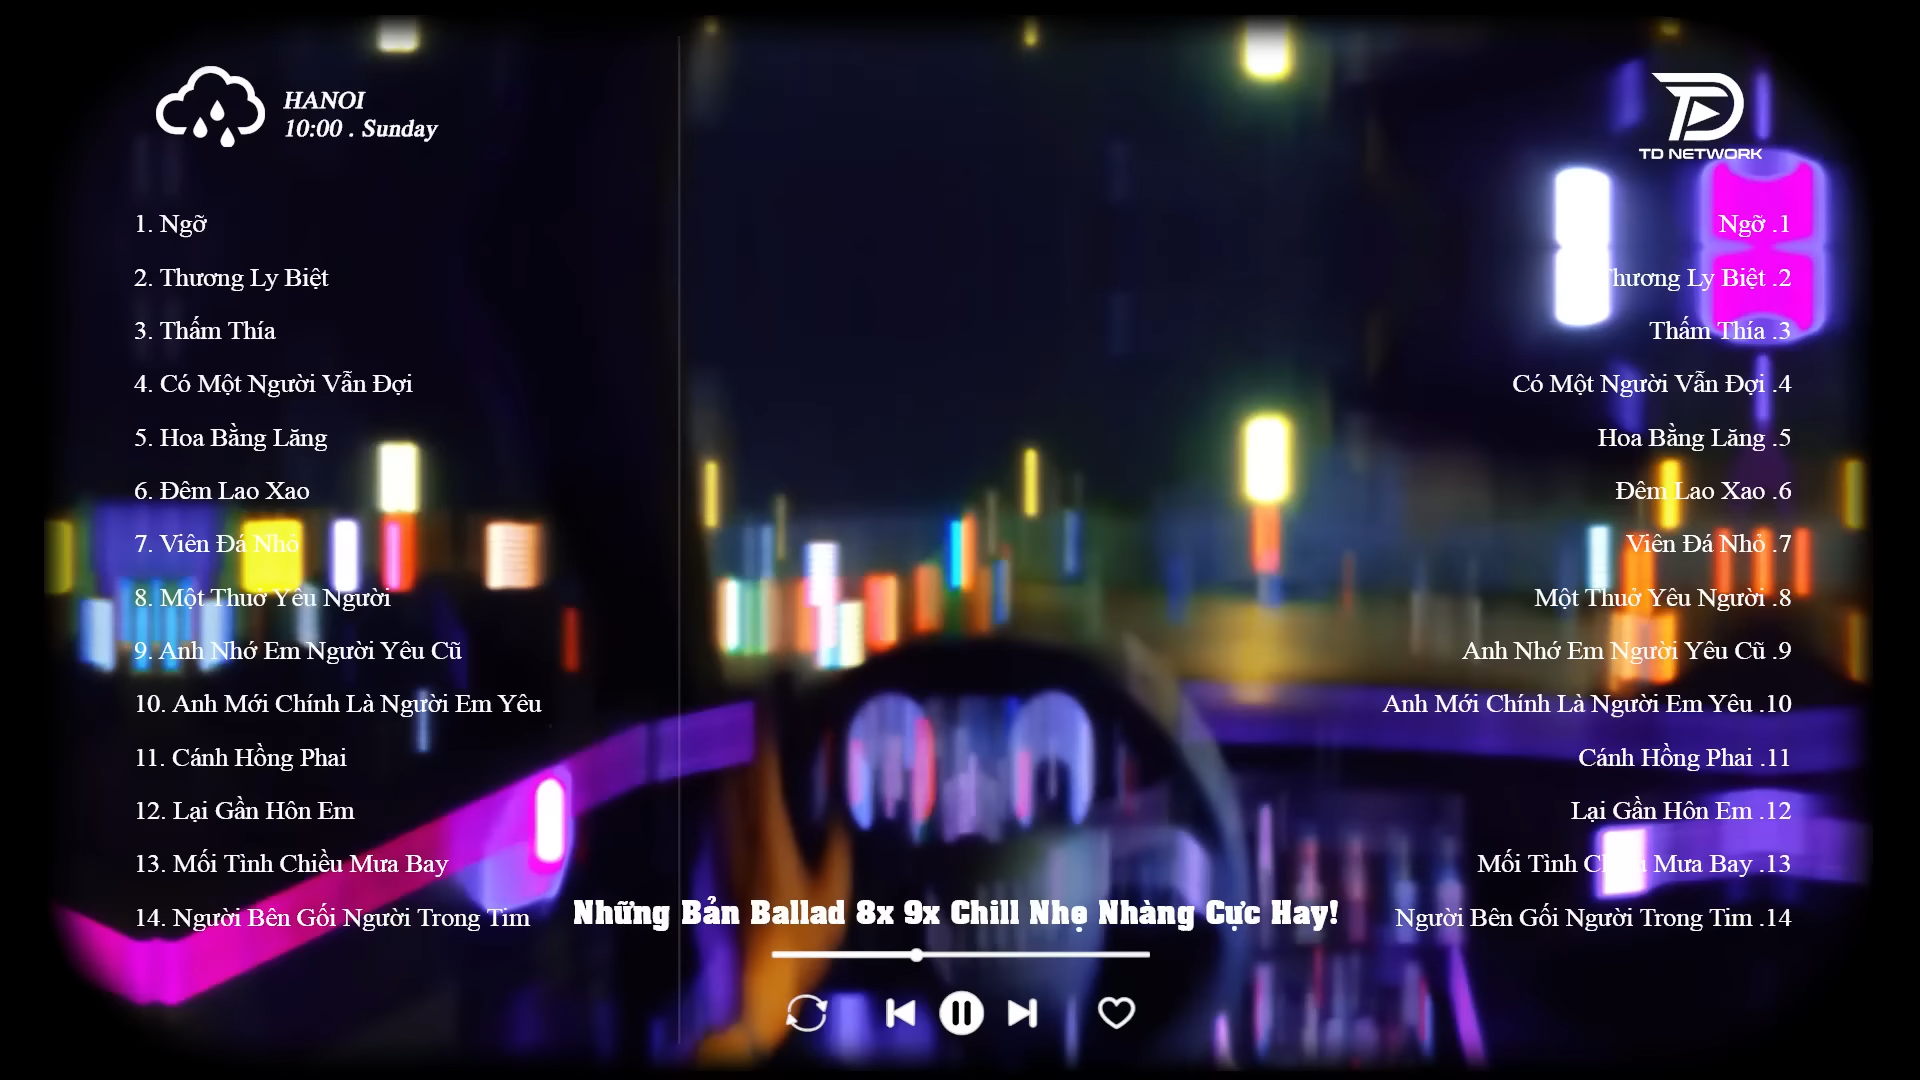 HANOI
10:00 . Sunday
TD NETWORK
1. Ngỡ
2. Thương Ly Biệt
3. Thấm Thía
4. Có Một Người Vẫn Đợi
5. Hoa Bằng Lăng
6. Đêm Lao Xao
7. Viên Đá Nhỏ
8. Một Thuở Yêu Người
9. Anh Nhớ Em Người Yêu Cũ
10. Anh Mới Chính Là Người Em Yêu
11. Cánh Hồng Phai
12. Lại Gần Hôn Em
13. Mối Tình Chiều Mưa Bay
14. Người Bên Gối Người Trong Tim
Ngỡ .1
Thương Ly Biệt .2
Thấm Thía .3
Có Một Người Vẫn Đợi .4
Hoa Bằng Lăng .5
Đêm Lao Xao .6
Viên Đá Nhỏ .7
Một Thuở Yêu Người .8
Anh Nhớ Em Người Yêu Cũ .9
Anh Mới Chính Là Người Em Yêu .10
Cánh Hồng Phai .11
Lại Gần Hôn Em .12
Mối Tình Chiều Mưa Bay .13
Người Bên Gối Người Trong Tim .14
Những Bản Ballad 8x 9x Chill Nhẹ Nhàng Cực Hay!